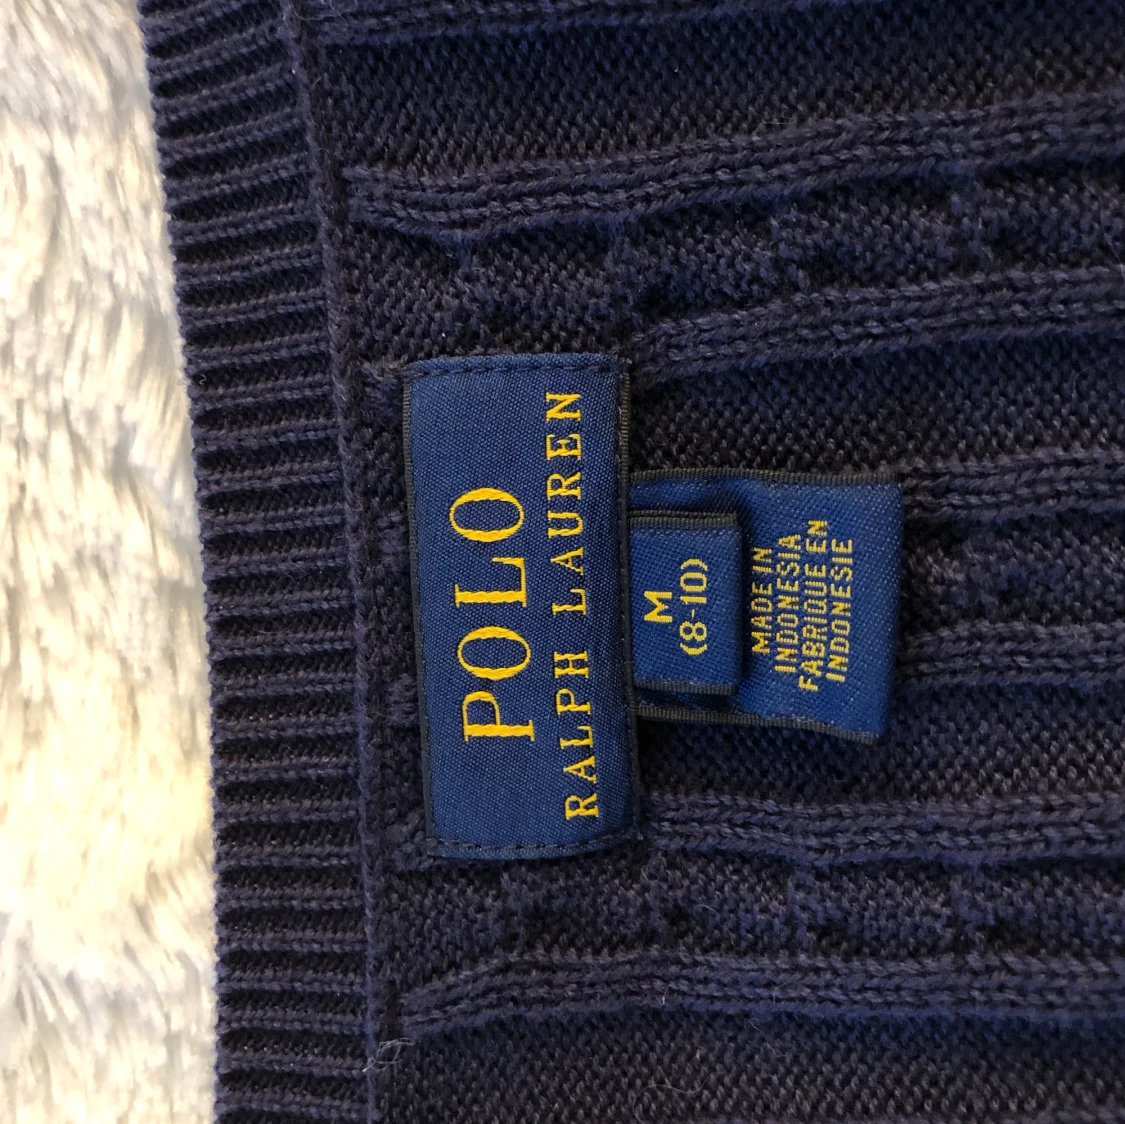 POLO
RALPH LAUREN
M
(8-10)
MADE IN
INDONESIA
FABRIQUE EN
INDONESIE